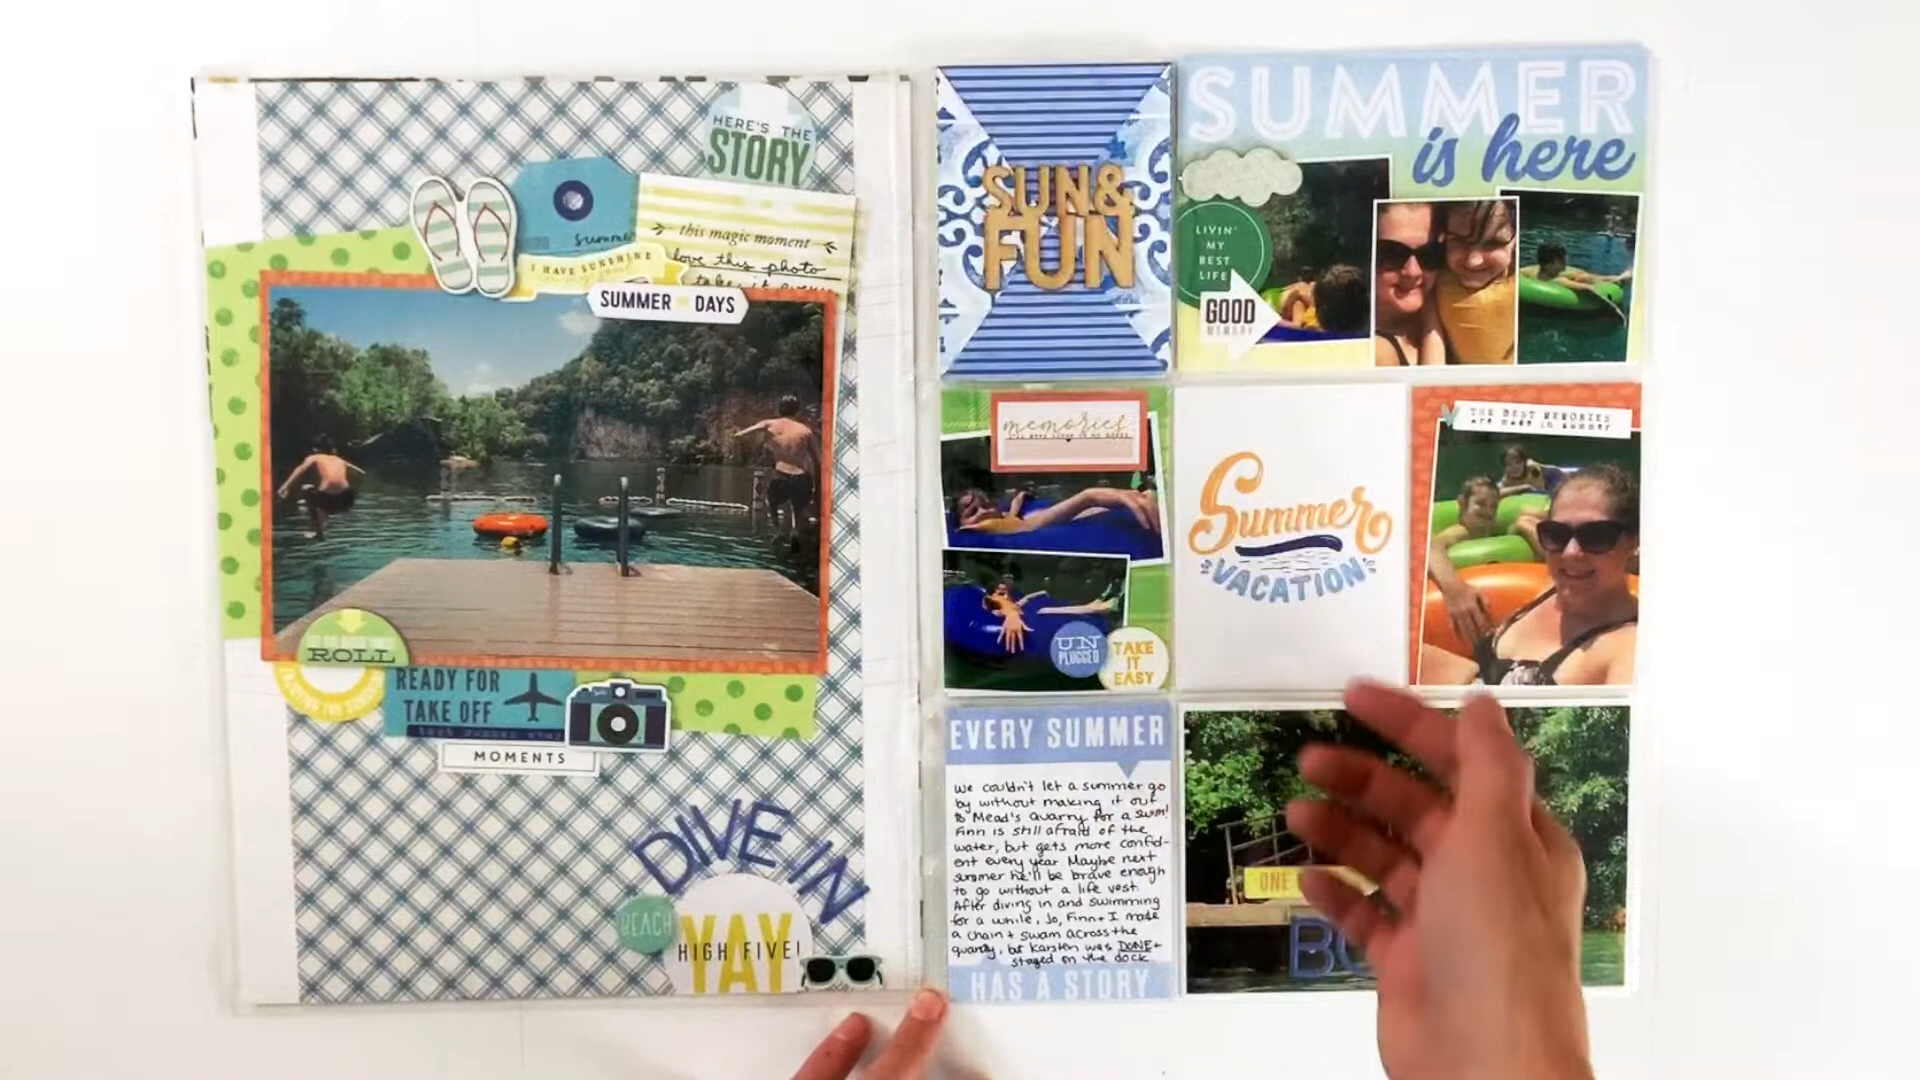 HERE'S THE
STORY
summer
this magic moment
love this photo
I HAVE SUNSHINE
SUMMER DAYS
ROLL
READY FOR
TAKE OFF
best summer ever
MOMENTS
DIVE IN
BEACH
YAY
HIGH FIVE!
SUN &
FUN
SUMMER
is here
LIVIN'
MY
BEST
LIFE
GOOD
MEMORY
memories
UN
PLUGGED
TAKE
IT
EASY
Summer
VACATION
THE BEST MEMORIES
are made in summer
EVERY SUMMER
We couldn't let a summer go
by without making it out
to Mead's Quarry for a swim!
Finn is still afraid of the
water, but gets more confid-
ent every year. Maybe next
summer he'll be brave enough
to go without a life vest.
After diving in and swimming
for a while, Jo, Finn + I made
a chain + swam across the
quarry, but Karsten was DONE +
stayed on the dock.
HAS A STORY
ONE